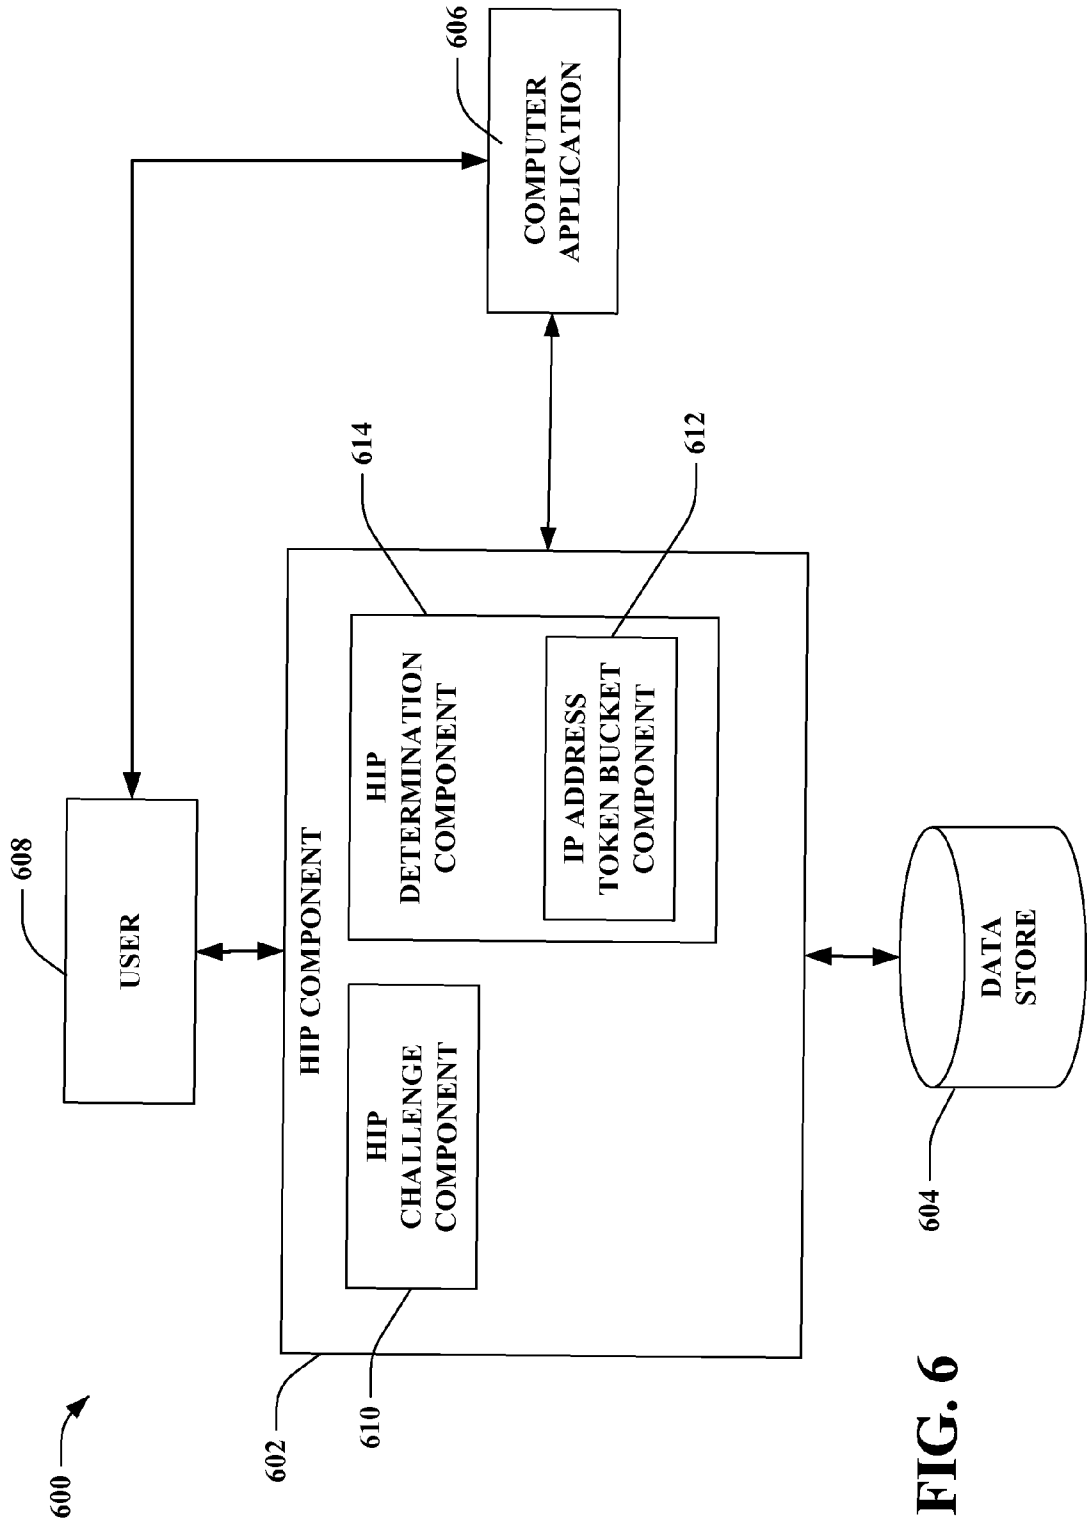 600
608
USER
606
COMPUTER
APPLICATION
602
HIP COMPONENT
610
HIP
CHALLENGE
COMPONENT
614
HIP
DETERMINATION
COMPONENT
612
IP ADDRESS
TOKEN BUCKET
COMPONENT
604
DATA
STORE
FIG. 6